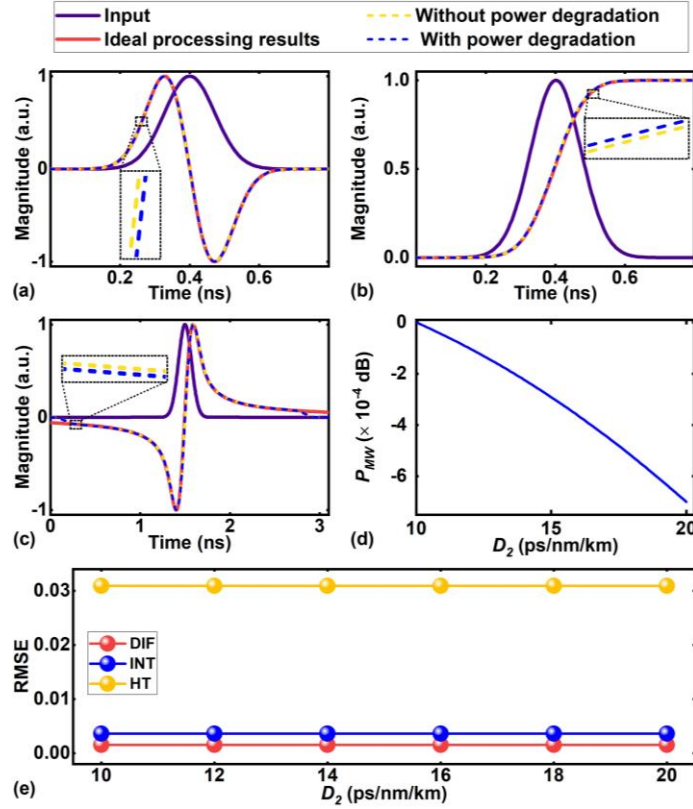 Input
Without power degradation
Ideal processing results
With power degradation
1
0
-1
Magnitude (a.u.)
0.2
0.4
0.6
Time (ns)
(a)
1.0
0.5
0.0
Magnitude (a.u.)
0.2
0.4
0.6
Time (ns)
(b)
1
0
-1
Magnitude (a.u.)
0
1
2
3
Time (ns)
(c)
0
-2
-4
-6
P_MW (× 10⁻⁴ dB)
10
15
20
D₂ (ps/nm/km)
(d)
0.03
0.02
0.01
0.00
RMSE
DIF
INT
HT
10
12
14
16
18
20
D₂ (ps/nm/km)
(e)